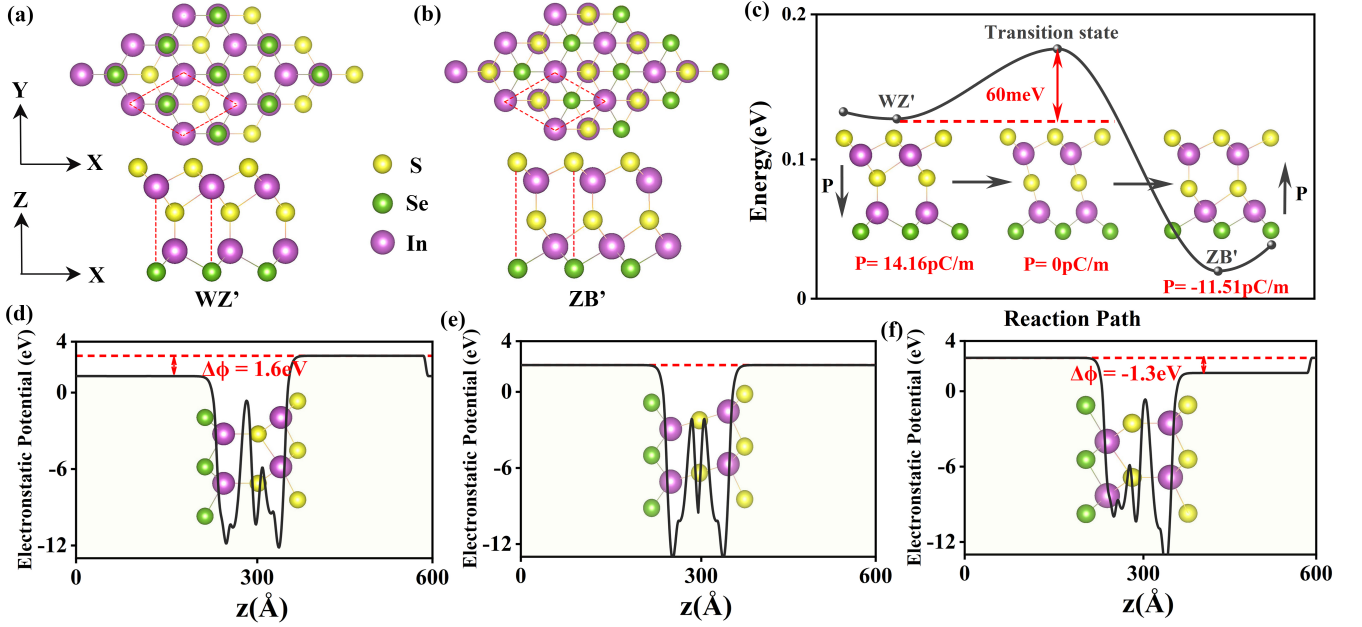 (a)
Y
X
Z
X
WZ'
S
Se
In
(b)
ZB'
(c)
Energy(eV)
0.2
0.1
0
Transition state
WZ'
60meV
P
P
P= 14.16pC/m
P= 0pC/m
ZB'
P= -11.51pC/m
Reaction Path
(d)
Electronstatic Potential (eV)
4
0
-6
-12
Δϕ = 1.6eV
0
300
600
z(Å)
(e)
Electronstatic Potential (eV)
4
0
-6
-12
0
300
600
z(Å)
(f)
Electronstatic Potential (eV)
4
0
-6
-12
Δϕ = -1.3eV
0
300
600
z(Å)